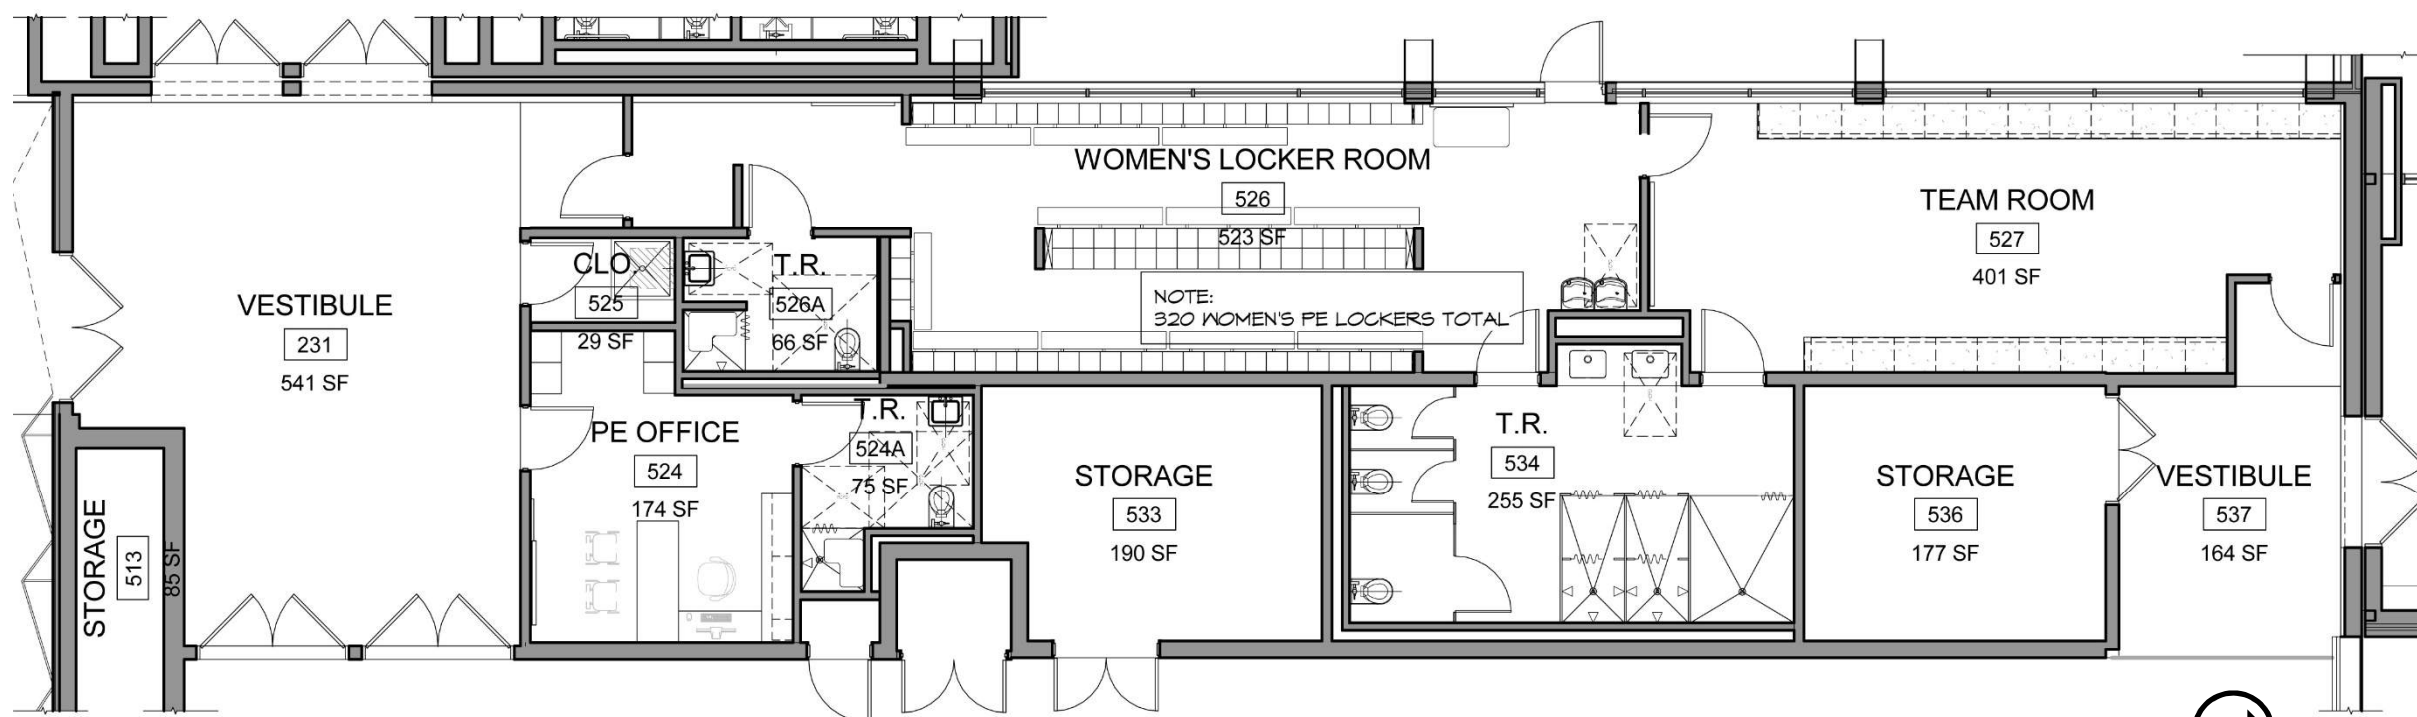 VESTIBULE
231
541 SF
STORAGE
513
85 SF
CLO.
525
29 SF
T.R.
526A
66 SF
PE OFFICE
524
174 SF
T.R.
524A
75 SF
WOMEN'S LOCKER ROOM
526
523 SF
NOTE:
320 WOMEN'S PE LOCKERS TOTAL
STORAGE
533
190 SF
T.R.
534
255 SF
TEAM ROOM
527
401 SF
STORAGE
536
177 SF
VESTIBULE
537
164 SF